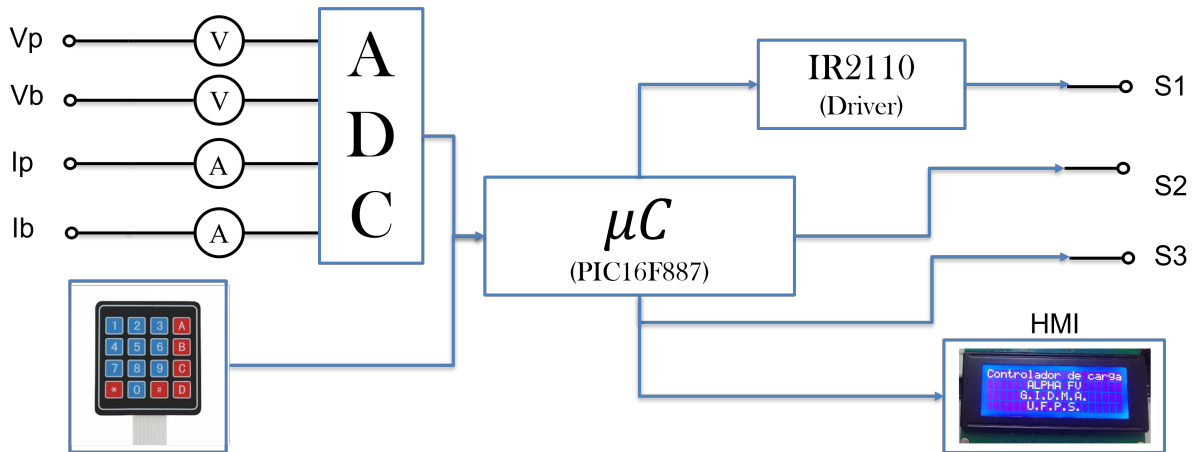 Vp
V
Vb
V
Ip
A
Ib
A
A
D
C
μC
(PIC16F887)
IR2110
(Driver)
S1
S2
S3
1 2 3 A
4 5 6 B
7 8 9 C
* 0 # D
HMI
Controlador de carga
ALPHA FV
G.I.D.M.A.
U.F.P.S.